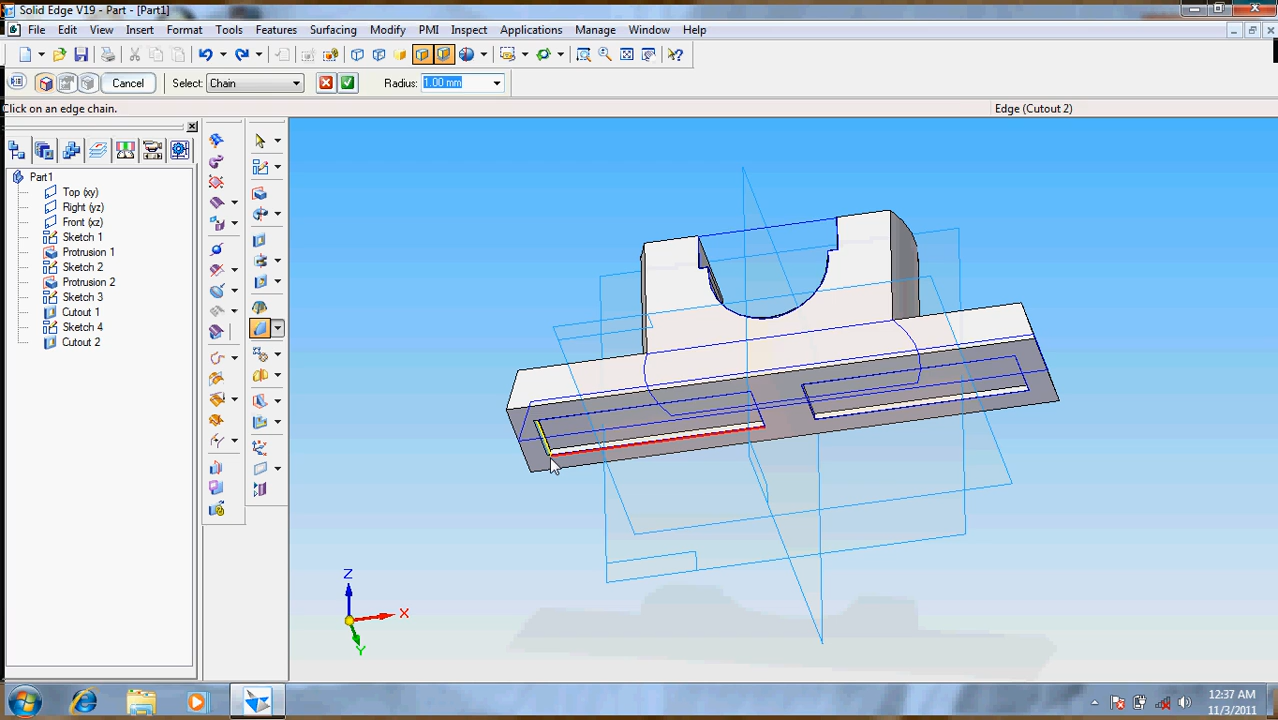 Solid Edge V19 - Part - [Part1]
File Edit View Insert Format Tools Features Surfacing Modify PMI Inspect Applications Manage Window Help
Cancel Select: Chain Radius: 1.00 mm
Click on an edge chain. Edge (Cutout 2)
Part1
Top (xy)
Right (yz)
Front (xz)
Sketch 1
Protrusion 1
Sketch 2
Protrusion 2
Sketch 3
Cutout 1
Sketch 4
Cutout 2
Z
X
Y
12:37 AM
11/3/2011